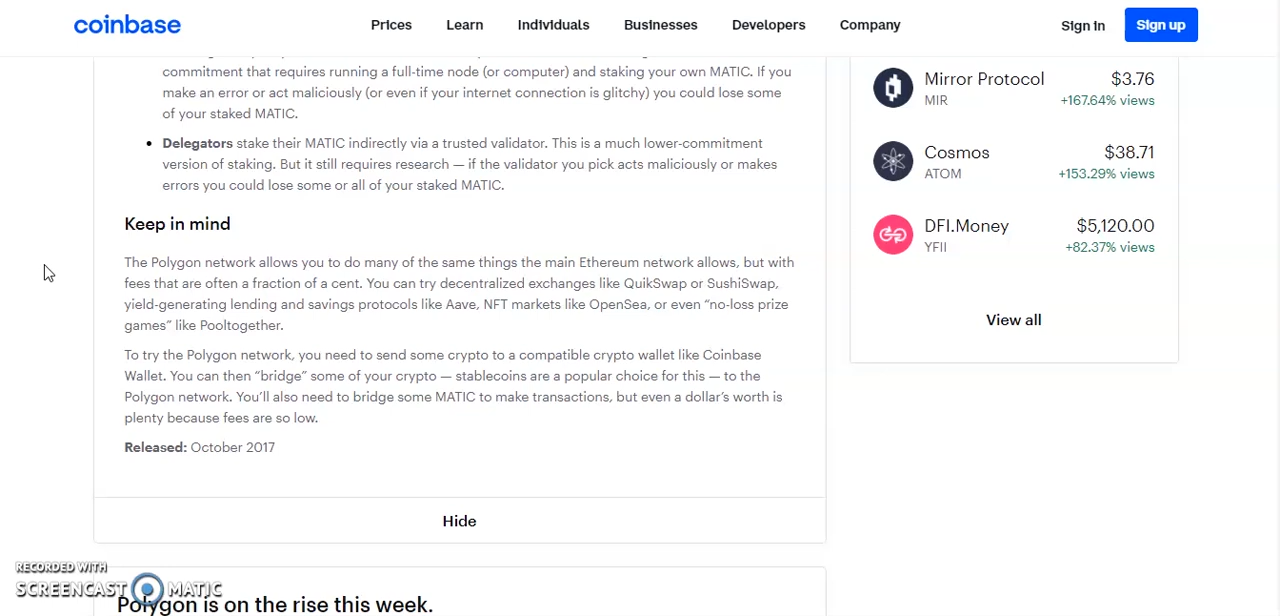 coinbase
Prices Learn Individuals Businesses Developers Company Sign in Sign up
commitment that requires running a full-time node (or computer) and staking your own MATIC. If you
make an error or act maliciously (or even if your internet connection is glitchy) you could lose some
of your staked MATIC.
• Delegators stake their MATIC indirectly via a trusted validator. This is a much lower-commitment
version of staking. But it still requires research — if the validator you pick acts maliciously or makes
errors you could lose some or all of your staked MATIC.
Keep in mind
The Polygon network allows you to do many of the same things the main Ethereum network allows, but with
fees that are often a fraction of a cent. You can try decentralized exchanges like QuikSwap or SushiSwap,
yield-generating lending and savings protocols like Aave, NFT markets like OpenSea, or even “no-loss prize
games” like Pooltogether.
To try the Polygon network, you need to send some crypto to a compatible crypto wallet like Coinbase
Wallet. You can then “bridge” some of your crypto — stablecoins are a popular choice for this — to the
Polygon network. You’ll also need to bridge some MATIC to make transactions, but even a dollar’s worth is
plenty because fees are so low.
Released: October 2017
Hide
Polygon is on the rise this week.
Mirror Protocol $3.76
MIR +167.64% views
Cosmos $38.71
ATOM +153.29% views
DFI.Money $5,120.00
YFII +82.37% views
View all
RECORDED WITH
SCREENCAST MATIC